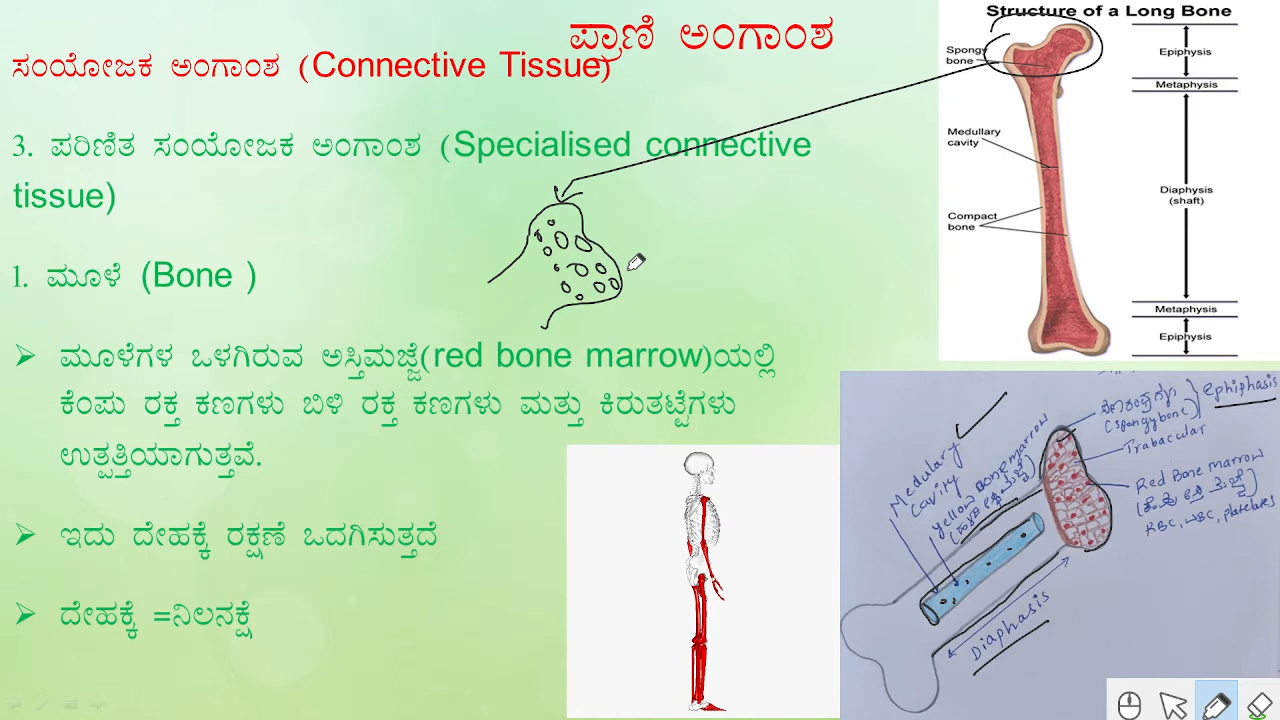 ಪ್ರಾಣಿ ಅಂಗಾಂಶ
ಸಂಯೋಜಕ ಅಂಗಾಂಶ (Connective Tissue)
3. ಪರಿಣಿತ ಸಂಯೋಜಕ ಅಂಗಾಂಶ (Specialised connective
tissue)
1. ಮೂಳೆ (Bone )
ಮೂಳೆಗಳ ಒಳಗಿರುವ ಅಸ್ತಿಮಜ್ಜೆ(red bone marrow)ಯಲ್ಲಿ
ಕೆಂಪು ರಕ್ತ ಕಣಗಳು ಬಿಳಿ ರಕ್ತ ಕಣಗಳು ಮತ್ತು ಕಿರುತಟ್ಟೆಗಳು
ಉತ್ಪತ್ತಿಯಾಗುತ್ತವೆ.
ಇದು ದೇಹಕ್ಕೆ ರಕ್ಷಣೆ ಒದಗಿಸುತ್ತದೆ
ದೇಹಕ್ಕೆ =ನಿಲನಕ್ಷೆ
Structure of a Long Bone
Spongy
bone
Medullary
cavity
Compact
bone
Epiphysis
Metaphysis
Diaphysis
(shaft)
Metaphysis
Epiphysis
Medulary
Cavity
yellow Bone marrow
(spongy bone)
Ephiphasis
Trabacular
Red Bone marrow
RBC, WBC, platelates
Diaphasis